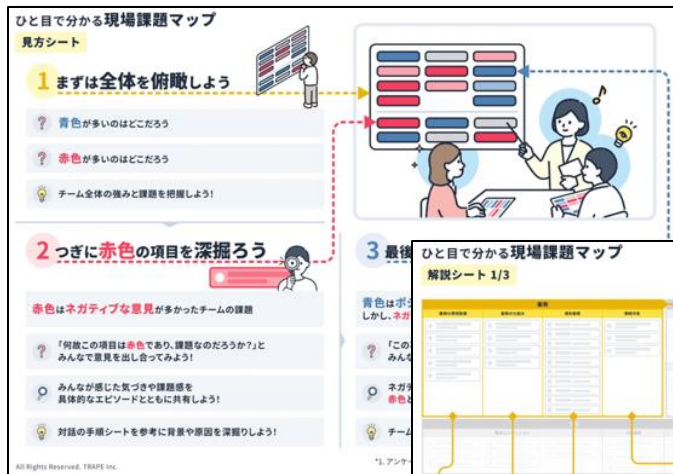 ひと目で分かる現場課題マップ
見方シート
1 まずは全体を俯瞰しよう
? 青色が多いのはどこだろう
? 赤色が多いのはどこだろう
チーム全体の強みと課題を把握しよう!
2 つぎに赤色の項目を深掘ろう
赤色はネガティブな意見が多かったチームの課題
? 「何故この項目は赤色であり、課題なのだろうか?」と
みんなで意見を出し合ってみよう!
みんなが感じた気づきや課題感を
具体的なエピソードとともに共有しよう!
対話の手順シートを参考に背景や原因を深掘りしよう!
3 最後
青色はポジ
しかし、ネガ
? 「この
みん
ネガテ
赤色と
チーム
*1. アンケー
All Rights Reserved. TRAPE Inc.
ひと目で分かる現場課題マップ
解説シート 1/3